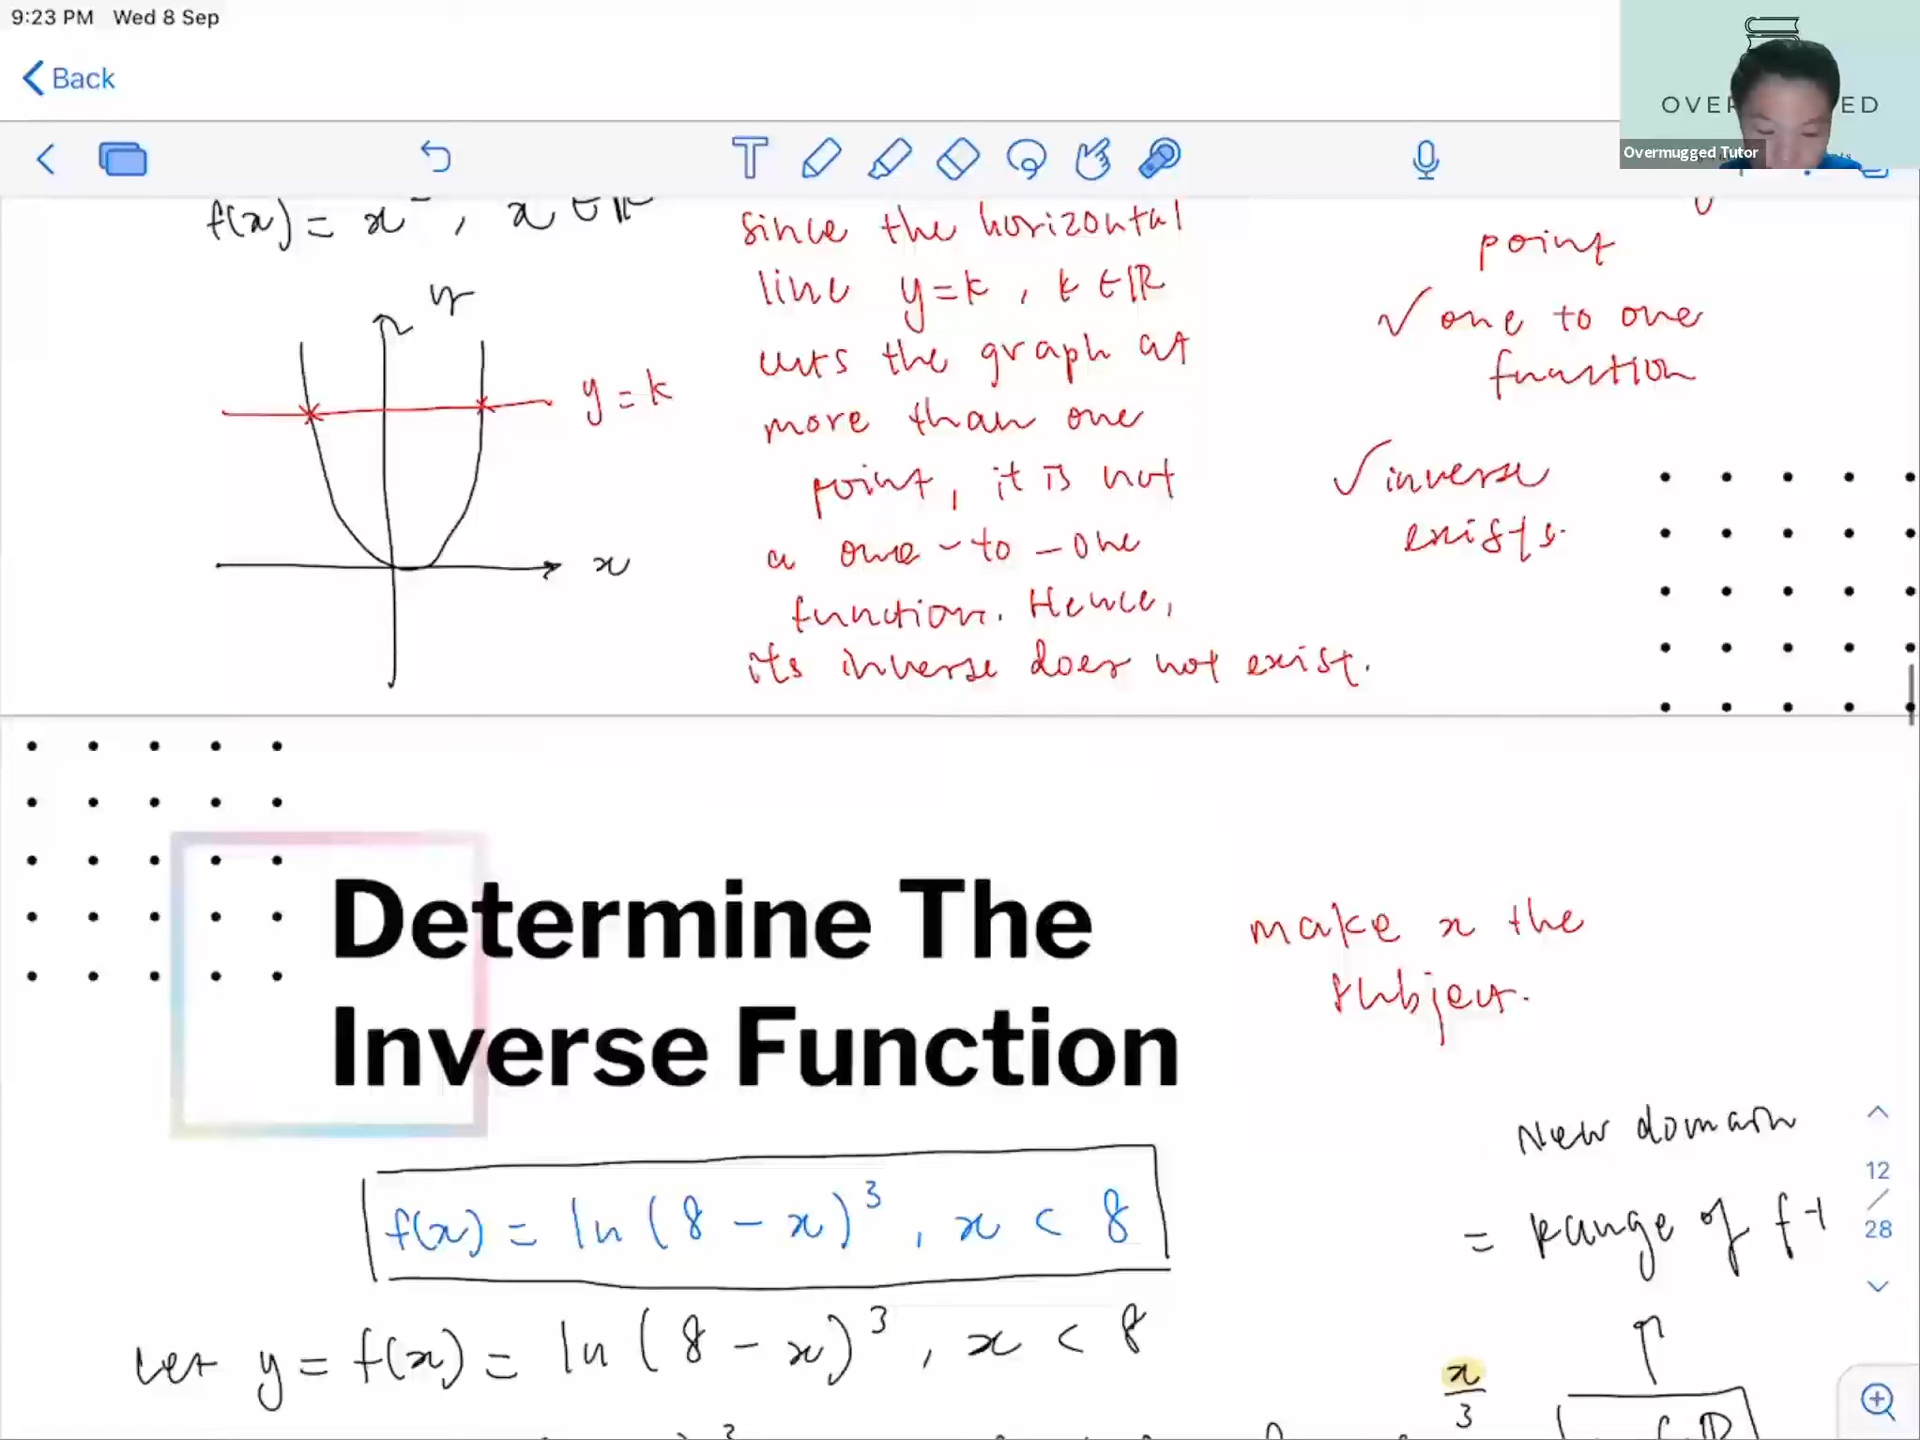 9:23 PM Wed 8 Sep
Back
Overmugged Tutor
f(x) = x², x ∈ ℝ
y
y = k
x
since the horizontal
line y=k, k ∈ ℝ
cuts the graph at
more than one
point, it is not
a one-to-one
function. Hence,
its inverse does not exist.
point
✓ one to one
function
✓ inverse
exists.
Determine The
Inverse Function
make x the
subject.
f(x) = ln(8 - x)³, x < 8
Let y = f(x) = ln(8 - x)³, x < 8
New domain
= Range of f-1
x/3
12
/
28